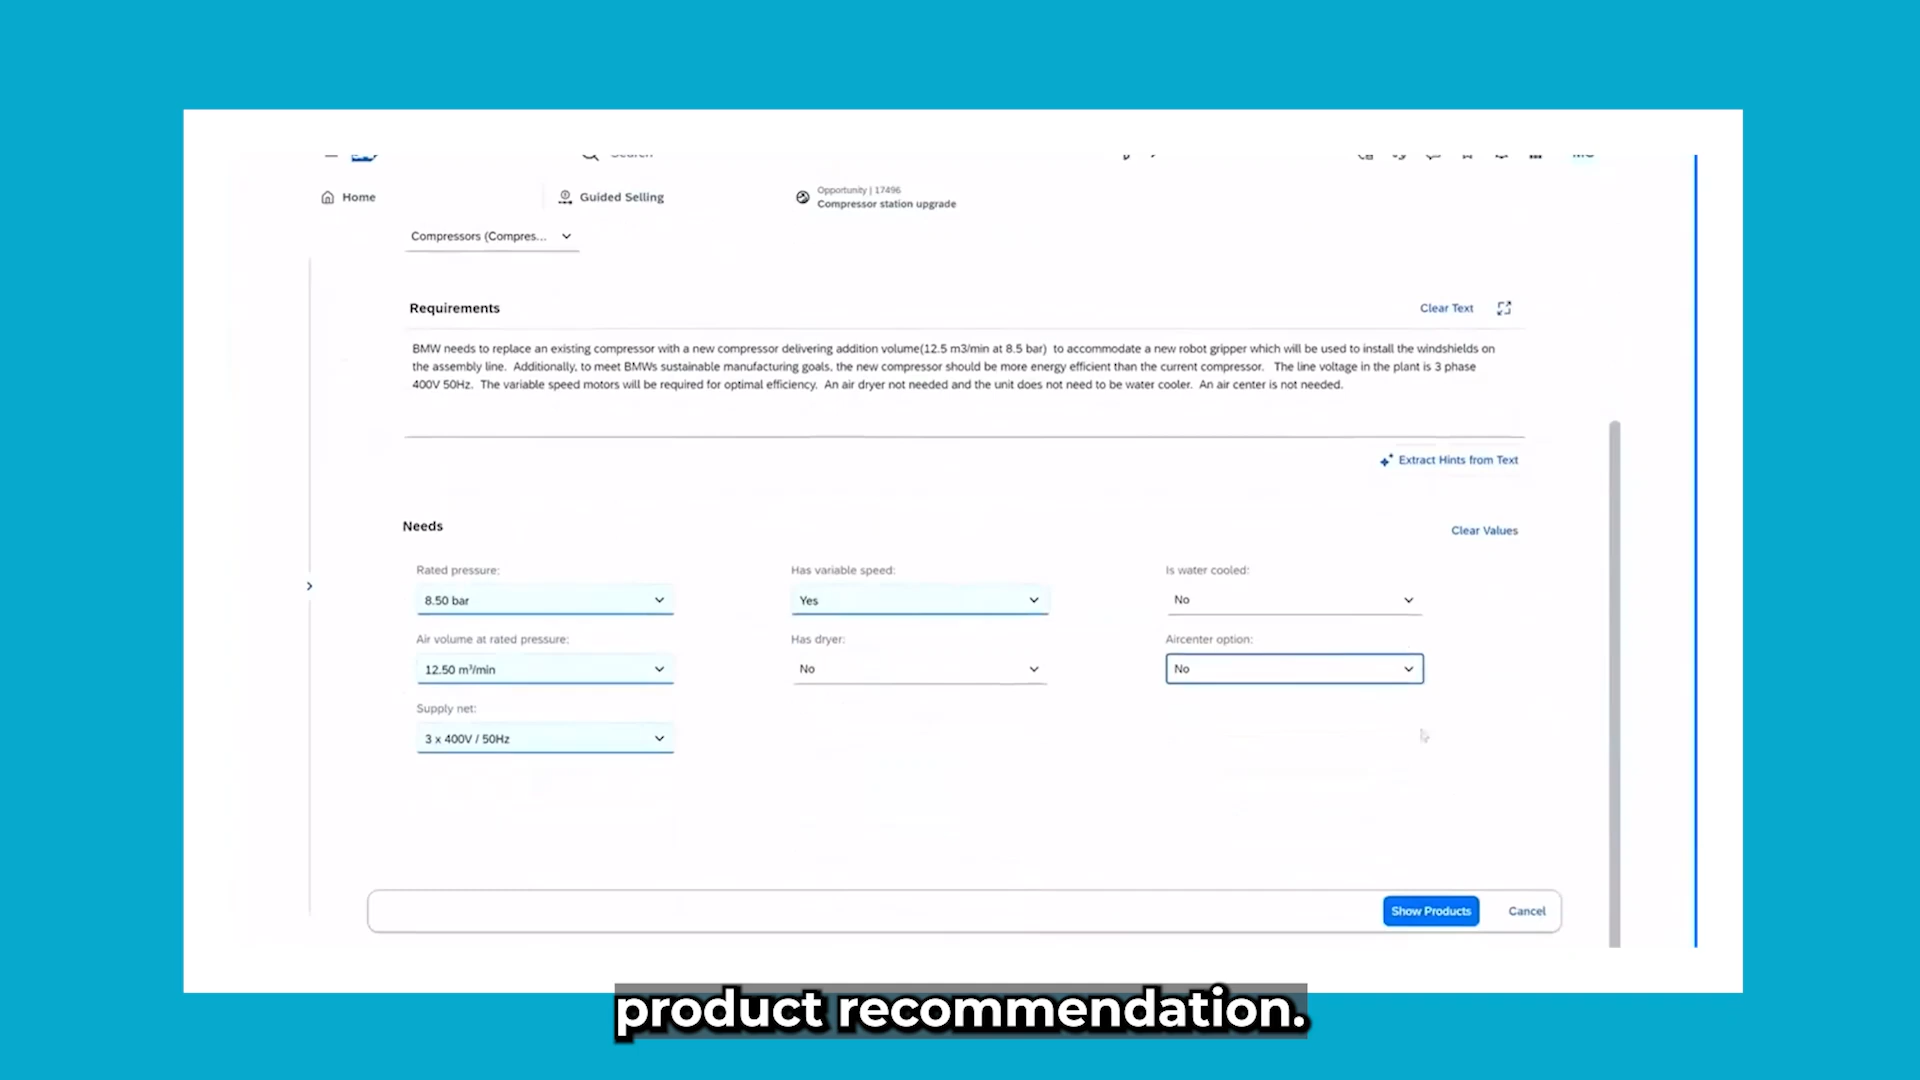 Home
Guided Selling
Opportunity | 17496
Compressor station upgrade
Compressors (Compres...
Requirements
Clear Text
BMW needs to replace an existing compressor with a new compressor delivering addition volume(12.5 m3/min at 8.5 bar)  to accommodate a new robot gripper which will be used to install the windshields on
the assembly line.  Additionally, to meet BMWs sustainable manufacturing goals, the new compressor should be more energy efficient than the current compressor.   The line voltage in the plant is 3 phase
400V 50Hz.  The variable speed motors will be required for optimal efficiency.  An air dryer not needed and the unit does not need to be water cooler.  An air center is not needed.
Extract Hints from Text
Needs
Clear Values
Rated pressure:
8.50 bar
Has variable speed:
Yes
Is water cooled:
No
Air volume at rated pressure:
12.50 m³/min
Has dryer:
No
Aircenter option:
No
Supply net:
3 x 400V / 50Hz
Show Products
Cancel
product recommendation.